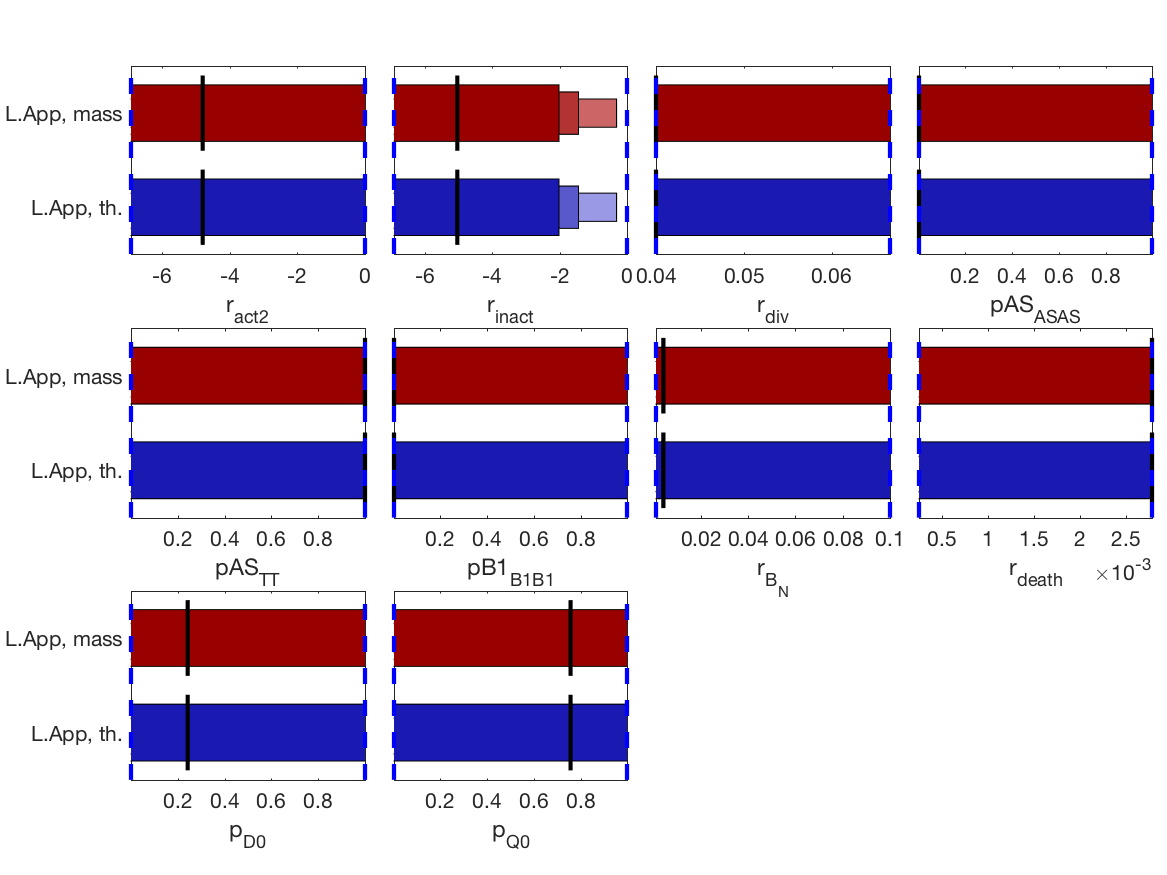 L.App, mass
L.App, th.
-6 -4 -2 0
r_act2
-6 -4 -2 0
r_inact
0.04 0.05 0.06
r_div
0.2 0.4 0.6 0.8
pAS_ASAS
L.App, mass
L.App, th.
0.2 0.4 0.6 0.8
pAS_TT
0.2 0.4 0.6 0.8
pB1_B1B1
0.02 0.04 0.06 0.08 0.1
r_B_N
0.5 1 1.5 2 2.5
r_death ×10^-3
L.App, mass
L.App, th.
0.2 0.4 0.6 0.8
p_D0
0.2 0.4 0.6 0.8
p_Q0